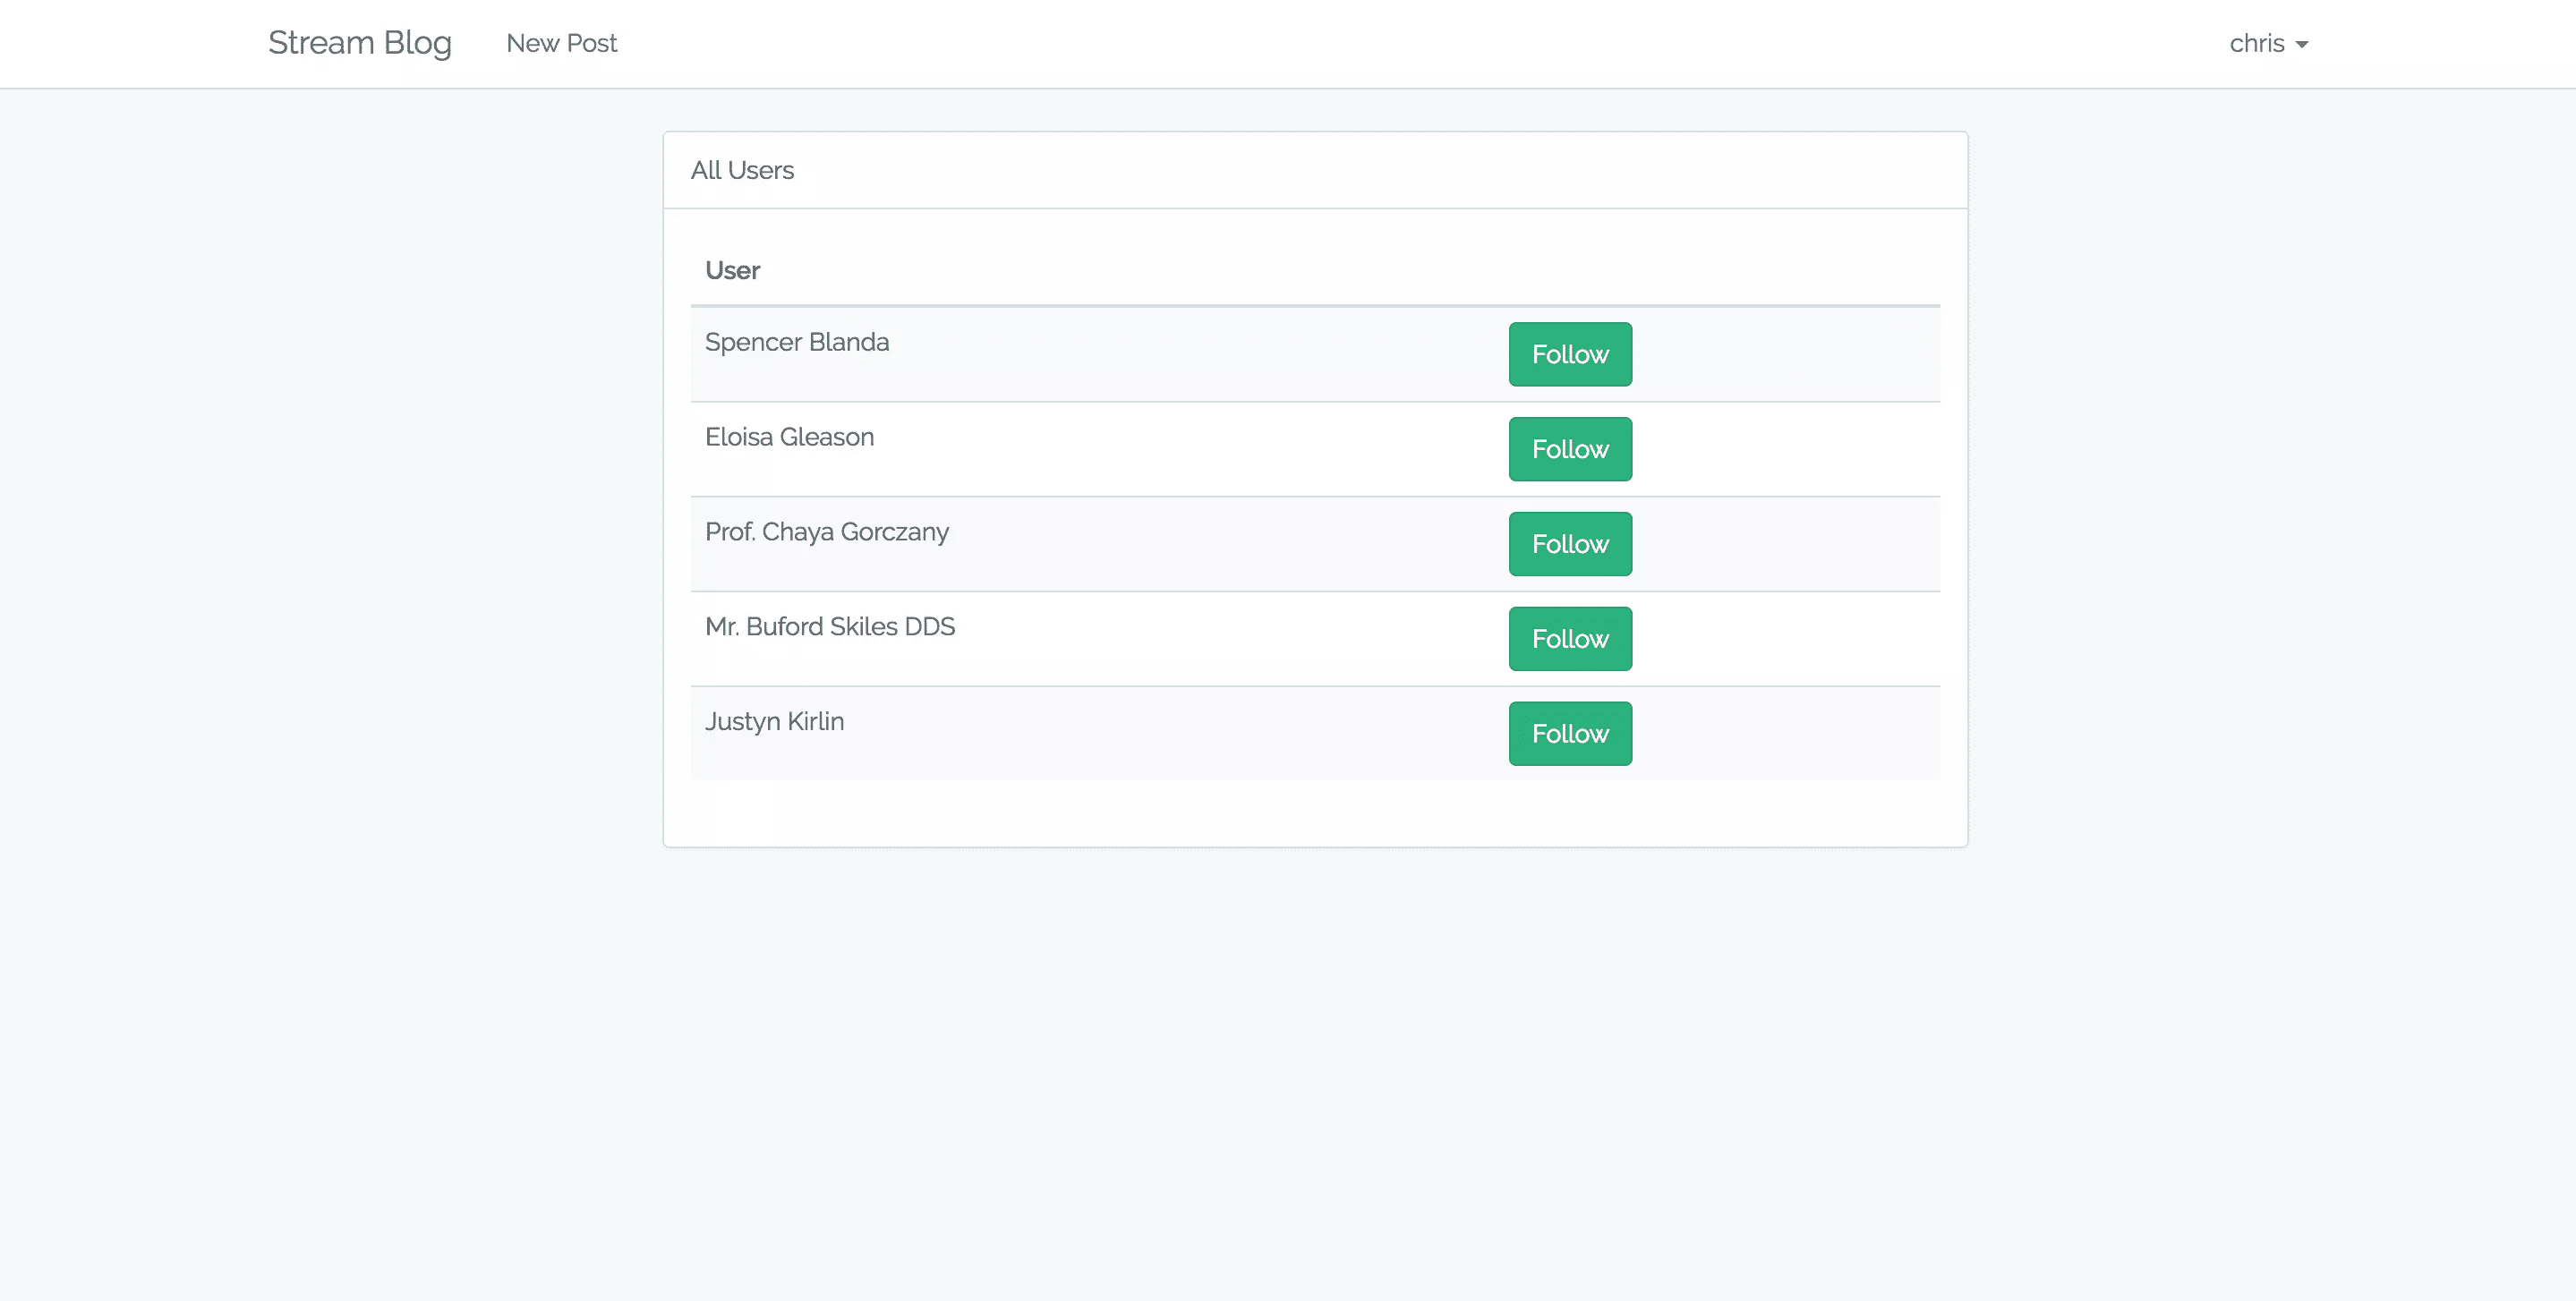 Stream Blog New Post chris
All Users
User
Spencer Blanda Follow
Eloisa Gleason Follow
Prof. Chaya Gorczany Follow
Mr. Buford Skiles DDS Follow
Justyn Kirlin Follow